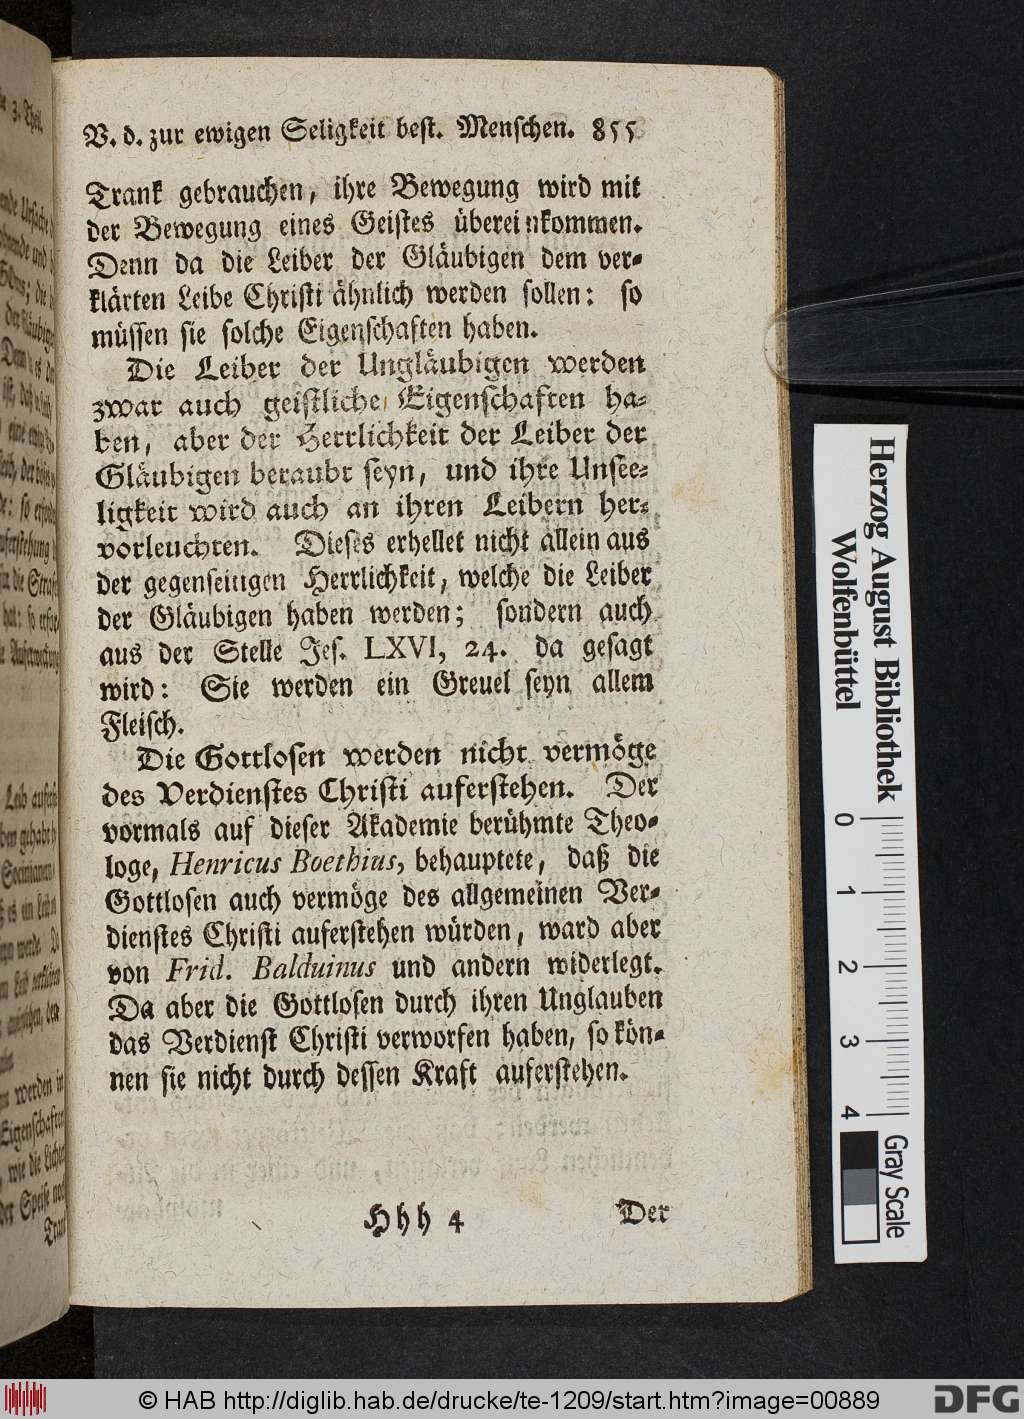 V. d. zur ewigen Seligkeit best. Menschen. 855
Trank gebrauchen, ihre Bewegung wird mit
der Bewegung eines Geistes übereinkommen.
Denn da die Leiber der Gläubigen dem ver-
klärten Leibe Christi ähnlich werden sollen: so
müssen sie solche Eigenschaften haben.
Die Leiber der Ungläubigen werden
zwar auch geistliche Eigenschaften ha-
ben, aber der Herrlichkeit der Leiber der
Gläubigen beraubt seyn, und ihre Unsee-
ligkeit wird auch an ihren Leibern her-
vorleuchten. Dieses erhellet nicht allein aus
der gegenseitigen Herrlichkeit, welche die Leiber
der Gläubigen haben werden; sondern auch
aus der Stelle Jes. LXVI, 24. da gesagt
wird: Sie werden ein Greuel seyn allem
Fleisch.
Die Gottlosen werden nicht vermöge
des Verdienstes Christi auferstehen. Der
vormals auf dieser Akademie berühmte Theo-
loge, Henricus Boethius, behauptete, daß die
Gottlosen auch vermöge des allgemeinen Ver-
dienstes Christi auferstehen würden, ward aber
von Frid. Balduinus und andern widerlegt.
Da aber die Gottlosen durch ihren Unglauben
das Verdienst Christi verworfen haben, so kön-
nen sie nicht durch dessen Kraft auferstehen.
Hhh 4
Der
Herzog August Bibliothek
Wolfenbüttel
0
1
2
3
4
Gray Scale
© HAB http://diglib.hab.de/drucke/te-1209/start.htm?image=00889
DFG